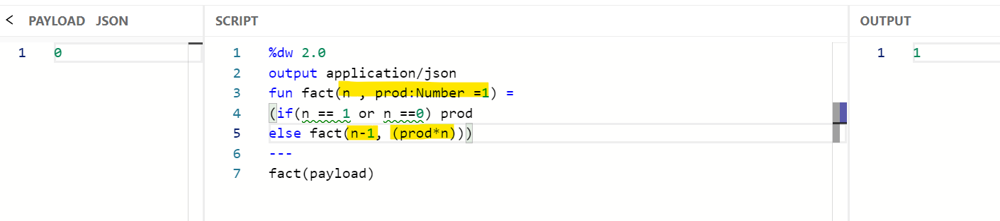 < PAYLOAD JSON
1 0
SCRIPT
1 %dw 2.0
2 output application/json
3 fun fact(n , prod:Number =1) =
4 (if(n == 1 or n ==0) prod
5 else fact(n-1, (prod*n)))
6 ---
7 fact(payload)
OUTPUT
1 1